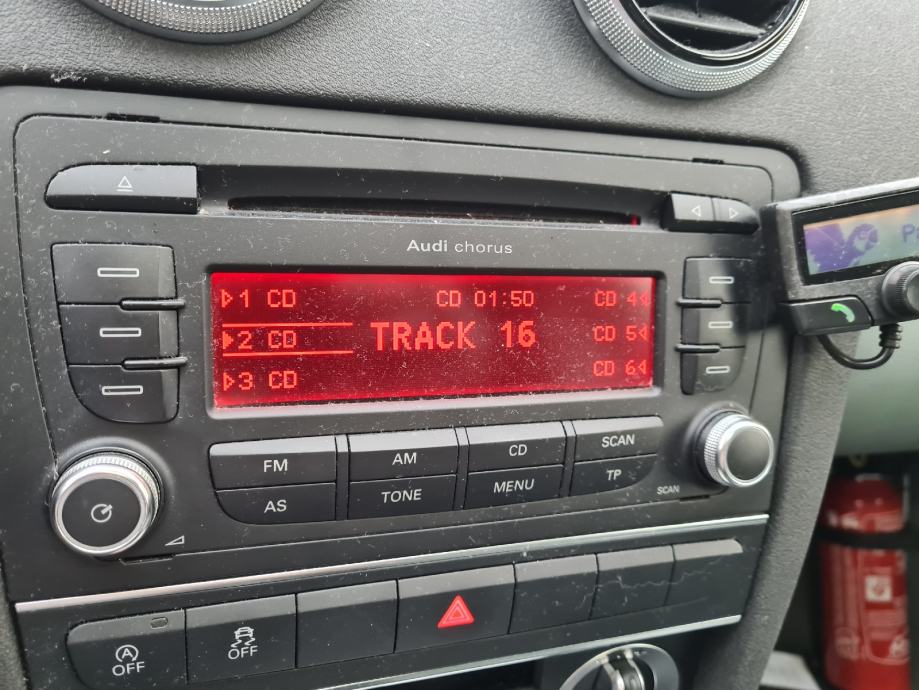 Audi chorus
1 CD CD 01:50 CD 4
2 CD TRACK 16 CD 5
3 CD CD 6
FM AM CD SCAN
AS TONE MENU TP
SCAN
OFF OFF